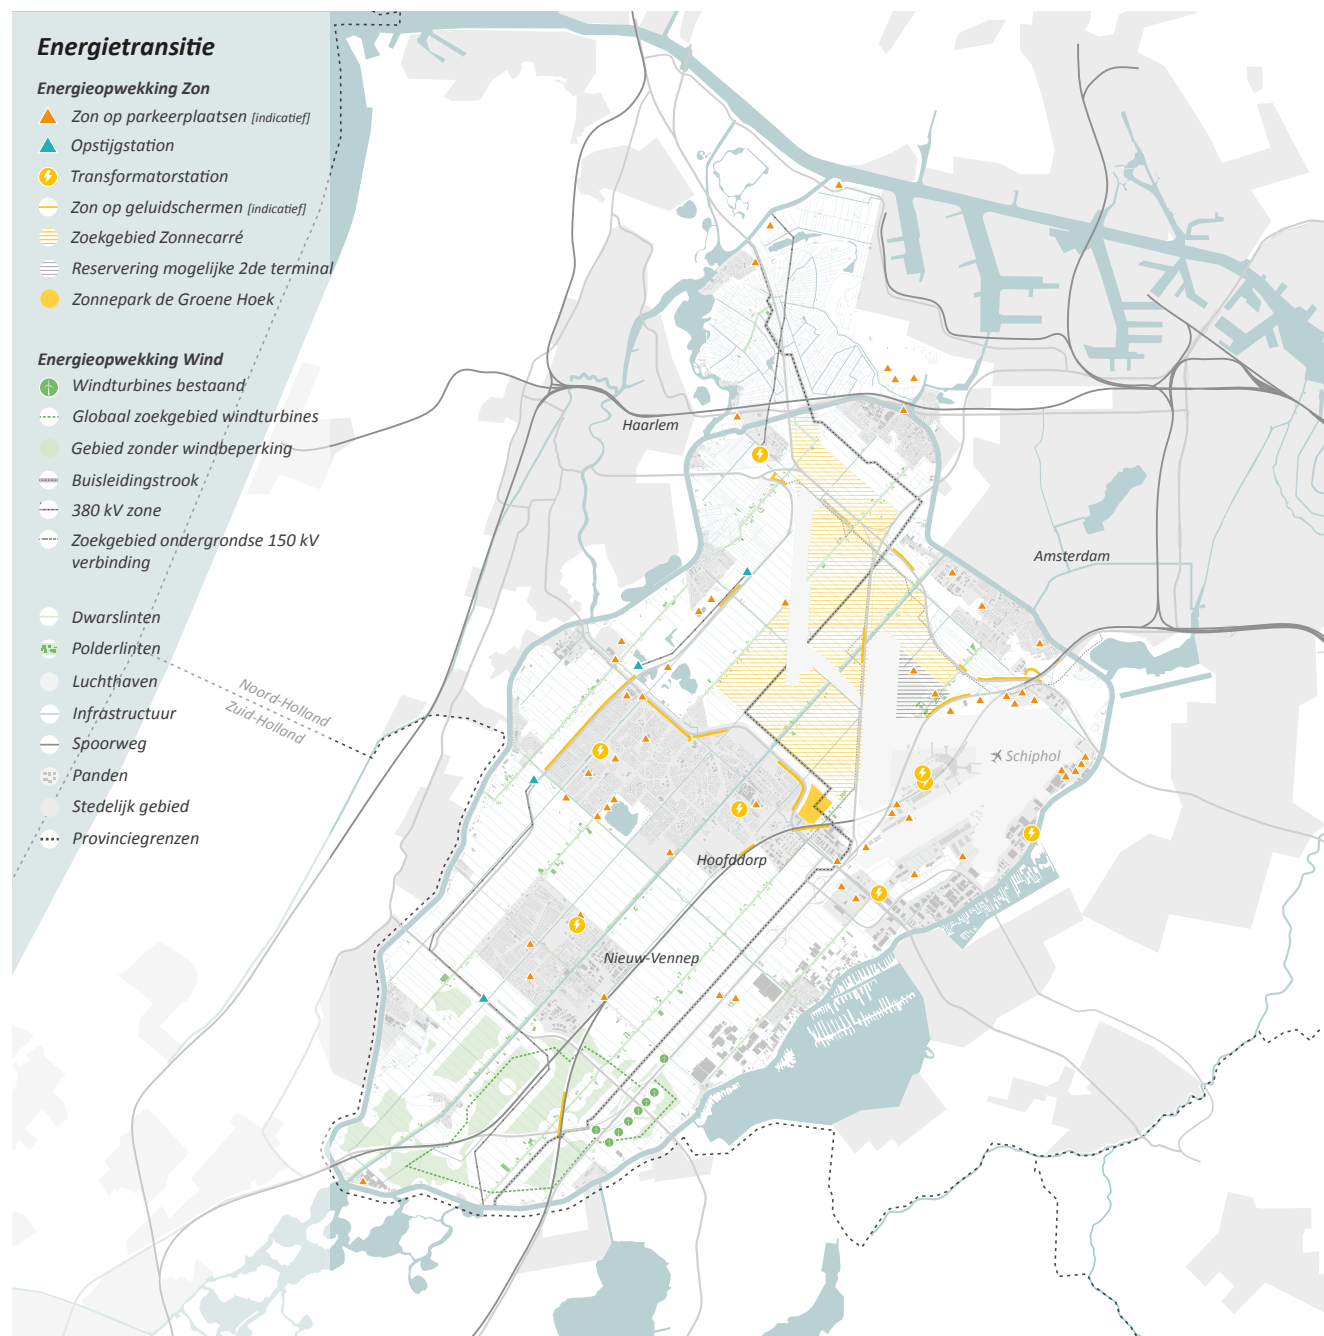 Energietransitie
Energieopwekking Zon
Zon op parkeerplaatsen [indicatief]
Opstijgstation
Transformatorstation
Zon op geluidschermen [indicatief]
Zoekgebied Zonnecarré
Reservering mogelijke 2de terminal
Zonnepark de Groene Hoek
Energieopwekking Wind
Windturbines bestaand
Globaal zoekgebied windturbines
Gebied zonder windbeperking
Buisleidingstrook
380 kV zone
Zoekgebied ondergrondse 150 kV
verbinding
Dwarslinten
Polderlinten
Luchthaven
Infrastructuur
Spoorweg
Panden
Stedelijk gebied
Provinciegrenzen
Haarlem
Amsterdam
Noord-Holland
Zuid-Holland
Schiphol
Hoofddorp
Nieuw-Vennep